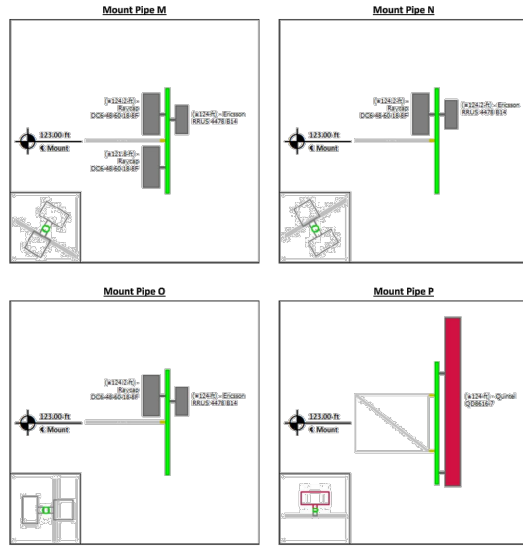 Mount Pipe M
(@124.2-ft) -
Raycap
DC6-48-60-18-8F
(@124-ft) - Ericsson
RRUS 4478 B14
123.00-ft
℄ Mount
(@121.8-ft) -
Raycap
DC6-48-60-18-8F
Mount Pipe N
(@124.2-ft) -
Raycap
DC6-48-60-18-8F
(@124.2-ft) - Ericsson
RRUS 4478 B14
123.00-ft
℄ Mount
Mount Pipe O
(@124.2-ft) -
Raycap
DC6-48-60-18-8F
(@124-ft) - Ericsson
RRUS 4478 B14
123.00-ft
℄ Mount
Mount Pipe P
(@124-ft) - Quintel
QD8616-7
123.00-ft
℄ Mount